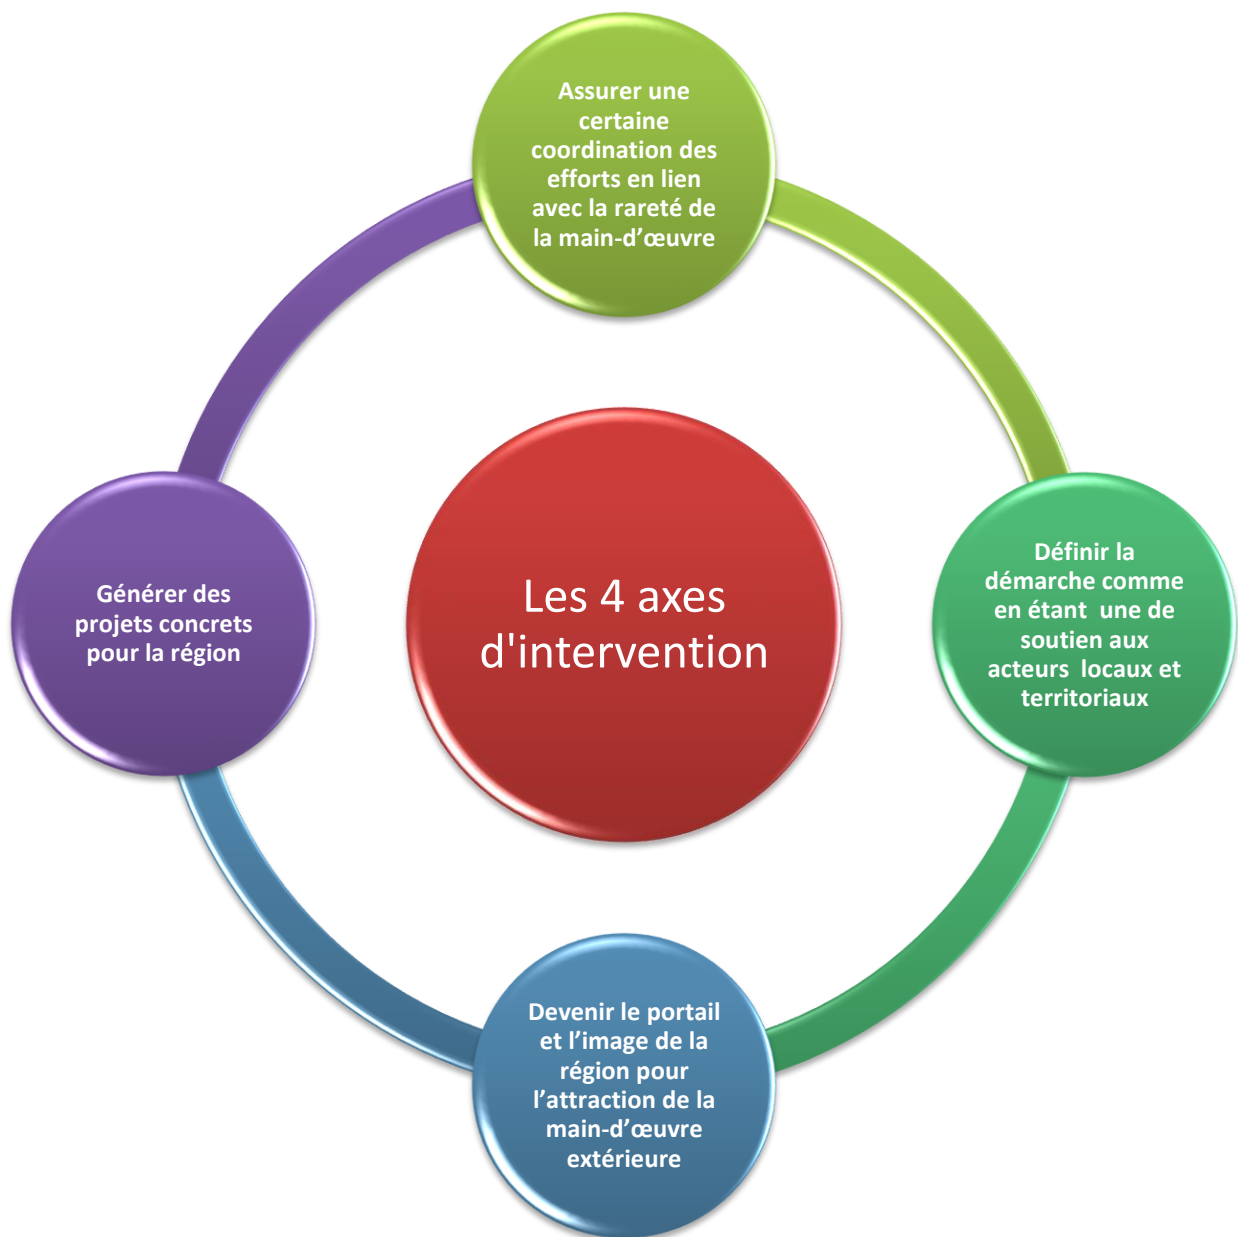 Assurer une
certaine
coordination des
efforts en lien
avec la rareté de
la main-d’œuvre
Définir la
démarche comme
en étant  une de
soutien aux
acteurs  locaux et
territoriaux
Devenir le portail
et l’image de la
région pour
l’attraction de la
main-d’œuvre
extérieure
Générer des
projets concrets
pour la région
Les 4 axes
d'intervention